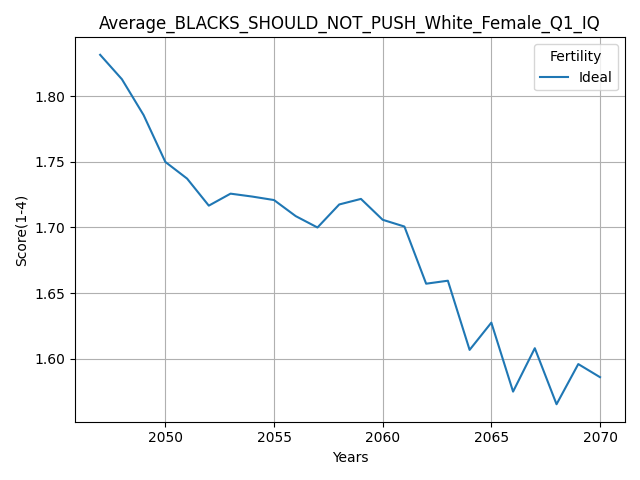 Average_BLACKS_SHOULD_NOT_PUSH_White_Female_Q1_IQ
Fertility
Ideal
Score(1-4)
1.80
1.75
1.70
1.65
1.60
2050 2055 2060 2065 2070
Years